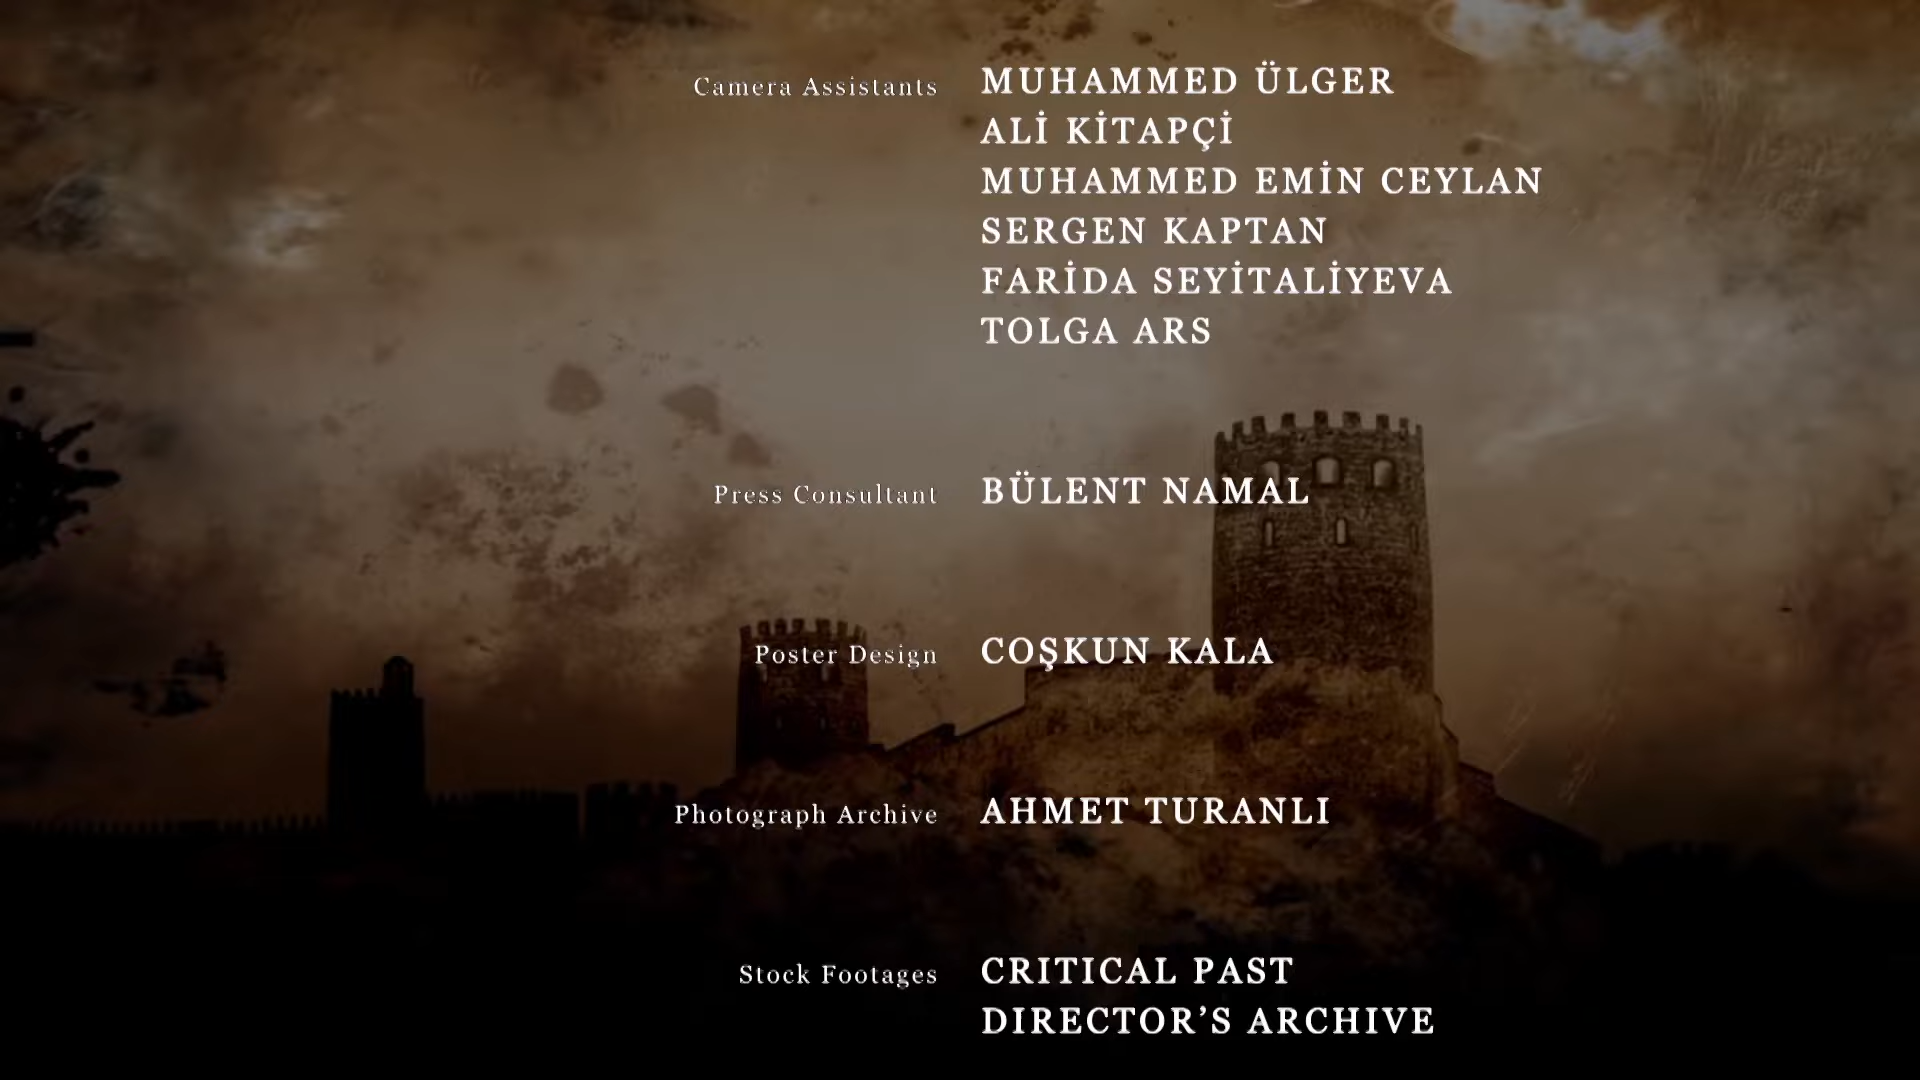 Camera Assistants MUHAMMED ÜLGER
ALİ KİTAPÇİ
MUHAMMED EMİN CEYLAN
SERGEN KAPTAN
FARİDA SEYİTALİYEVA
TOLGA ARS
Press Consultant BÜLENT NAMAL
Poster Design COŞKUN KALA
Photograph Archive AHMET TURANLI
Stock Footages CRITICAL PAST
DIRECTOR’S ARCHIVE